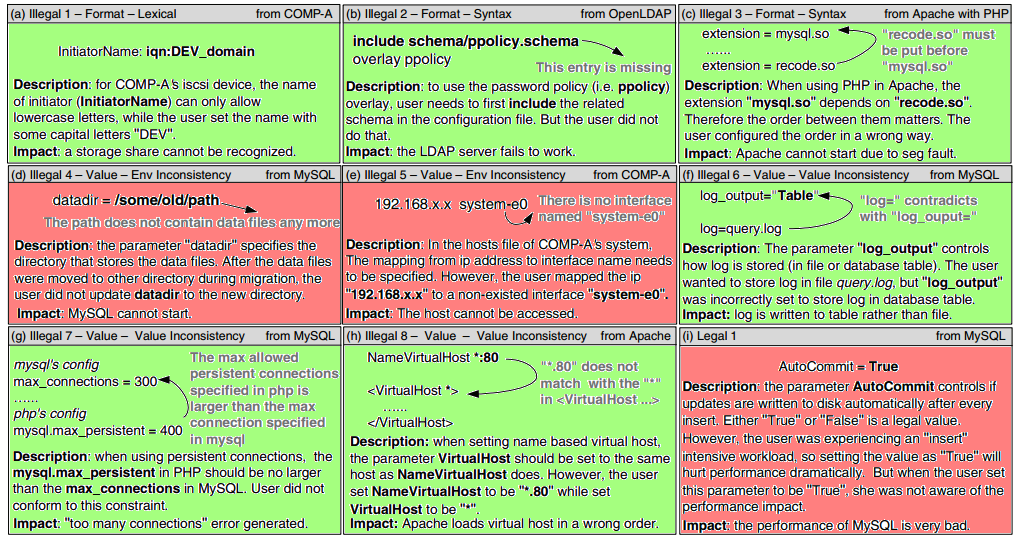 (a) Illegal 1 – Format – Lexical from COMP-A
InitiatorName: iqn:DEV_domain
Description: for COMP-A's iscsi device, the name
of initiator (InitiatorName) can only allow
lowercase letters, while the user set the name with
some capital letters "DEV".
Impact: a storage share cannot be recognized.
(b) Illegal 2 – Format – Syntax from OpenLDAP
include schema/ppolicy.schema
overlay ppolicy
This entry is missing
Description: to use the password policy (i.e. ppolicy)
overlay, user needs to first include the related
schema in the configuration file. But the user did not
do that.
Impact: the LDAP server fails to work.
(c) Illegal 3 – Format – Syntax from Apache with PHP
extension = mysql.so
......
extension = recode.so
"recode.so" must
be put before
"mysql.so"
Description: When using PHP in Apache, the
extension "mysql.so" depends on "recode.so".
Therefore the order between them matters. The
user configured the order in a wrong way.
Impact: Apache cannot start due to seg fault.
(d) Illegal 4 – Value – Env Inconsistency from MySQL
datadir = /some/old/path
The path does not contain data files any more
Description: the parameter "datadir" specifies the
directory that stores the data files. After the data files
were moved to other directory during migration, the
user did not update datadir to the new directory.
Impact: MySQL cannot start.
(e) Illegal 5 – Value – Env Inconsistency from COMP-A
192.168.x.x system-e0
There is no interface
named "system-e0"
Description: In the hosts file of COMP-A's system,
The mapping from ip address to interface name needs
to be specified. However, the user mapped the ip
"192.168.x.x" to a non-existed interface "system-e0".
Impact: The host cannot be accessed.
(f) Illegal 6 – Value – Value Inconsistency from MySQL
log_output="Table"
log=query.log
"log=" contradicts
with "log_ouput="
Description: The parameter "log_output" controls
how log is stored (in file or database table). The user
wanted to store log in file query.log, but "log_output"
was incorrectly set to store log in database table.
Impact: log is written to table rather than file.
(g) Illegal 7 – Value – Value Inconsistency from MySQL
mysql's config
max_connections = 300
......
php's config
mysql.max_persistent = 400
The max allowed
persistent connections
specified in php is
larger than the max
connection specified
in mysql
Description: when using persistent connections, the
mysql.max_persistent in PHP should be no larger
than the max_connections in MySQL. User did not
conform to this constraint.
Impact: "too many connections" error generated.
(h) Illegal 8 – Value – Value Inconsistency from Apache
NameVirtualHost *:80
<VirtualHost *>
......
</VirtualHost>
"*.80" does not
match with the "*"
in <VirtualHost ...>
Description: when setting name based virtual host,
the parameter VirtualHost should be set to the same
host as NameVirtualHost does. However, the user
set NameVirtualHost to be "*.80" while set
VirtualHost to be "*".
Impact: Apache loads virtual host in a wrong order.
(i) Legal 1 from MySQL
AutoCommit = True
Description: the parameter AutoCommit controls if
updates are written to disk automatically after every
insert. Either "True" or "False" is a legal value.
However, the user was experiencing an "insert"
intensive workload, so setting the value as "True" will
hurt performance dramatically. But when the user set
this parameter to be "True", she was not aware of the
performance impact.
Impact: the performance of MySQL is very bad.